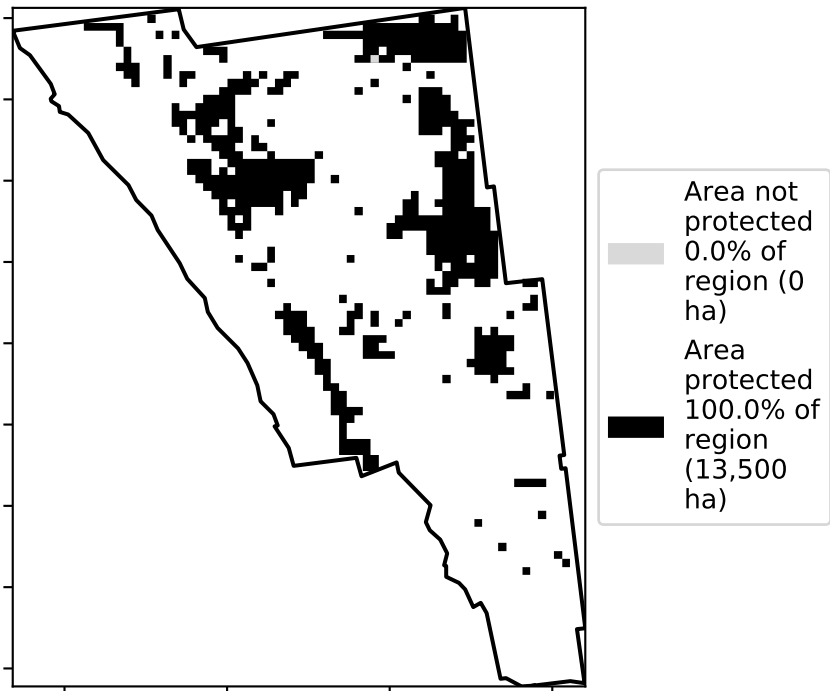 Area not
protected
0.0% of
region (0
ha)
Area
protected
100.0% of
region
(13,500
ha)